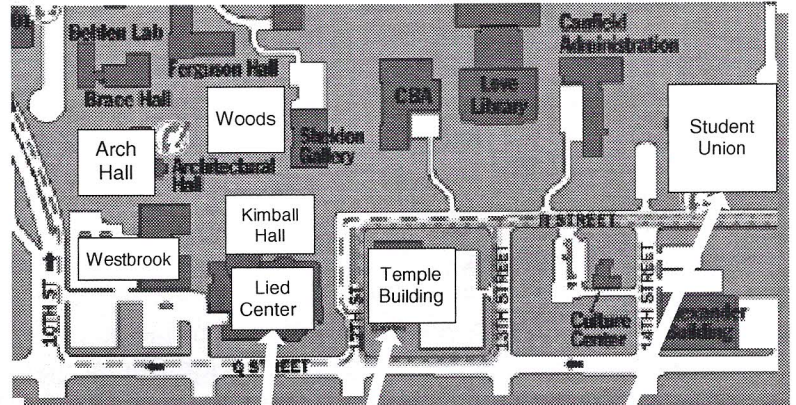 Behlen Lab
Ferguson Hall
Brace Hall
Canfield
Administration
CBA
Love
Library
Woods
Sheldon
Gallery
Student
Union
Arch
Hall
Architectural
Hall
Kimball
Hall
R STREET
Westbrook
Lied
Center
Temple
Building
10TH ST
12TH ST
13TH STREET
14TH STREET
Culture
Center
Alexander
Building
Q STREET